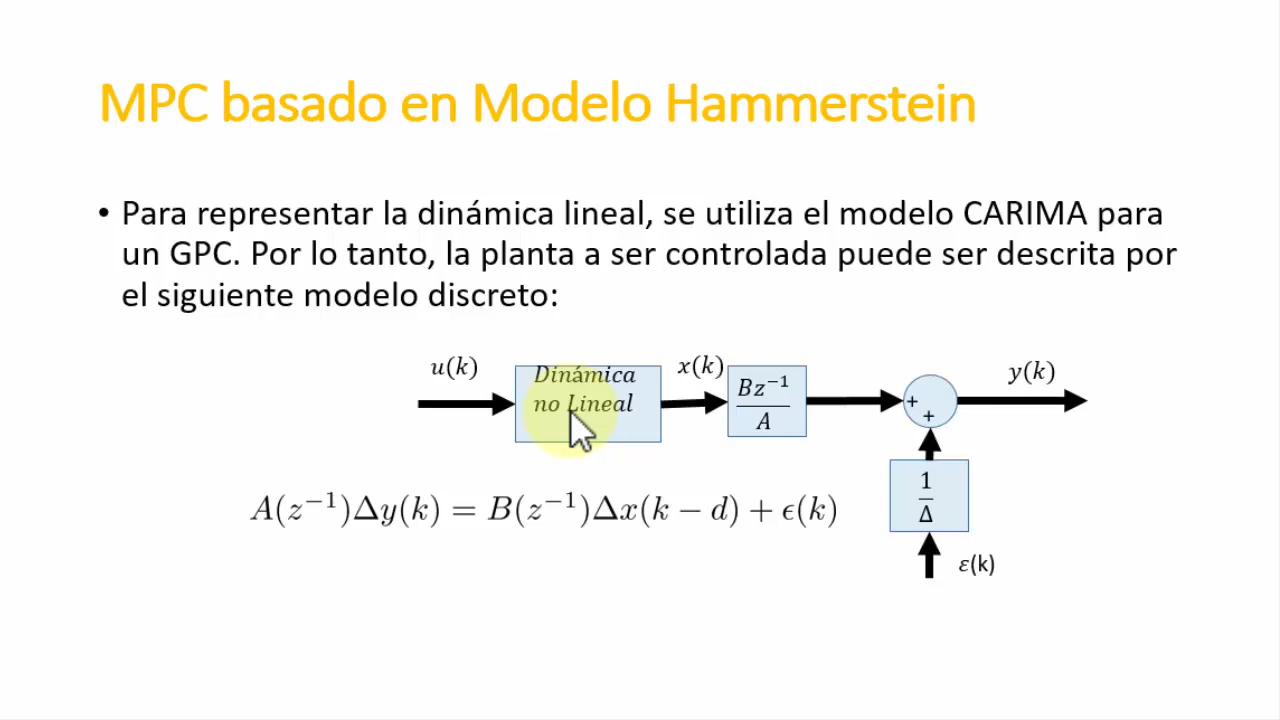 MPC basado en Modelo Hammerstein
• Para representar la dinámica lineal, se utiliza el modelo CARIMA para
un GPC. Por lo tanto, la planta a ser controlada puede ser descrita por
el siguiente modelo discreto:
u(k)
Dinámica
no Lineal
x(k)
Bz⁻¹
A
+
+
y(k)
A(z⁻¹)Δy(k) = B(z⁻¹)Δx(k − d) + ϵ(k)
1
Δ
ε(k)